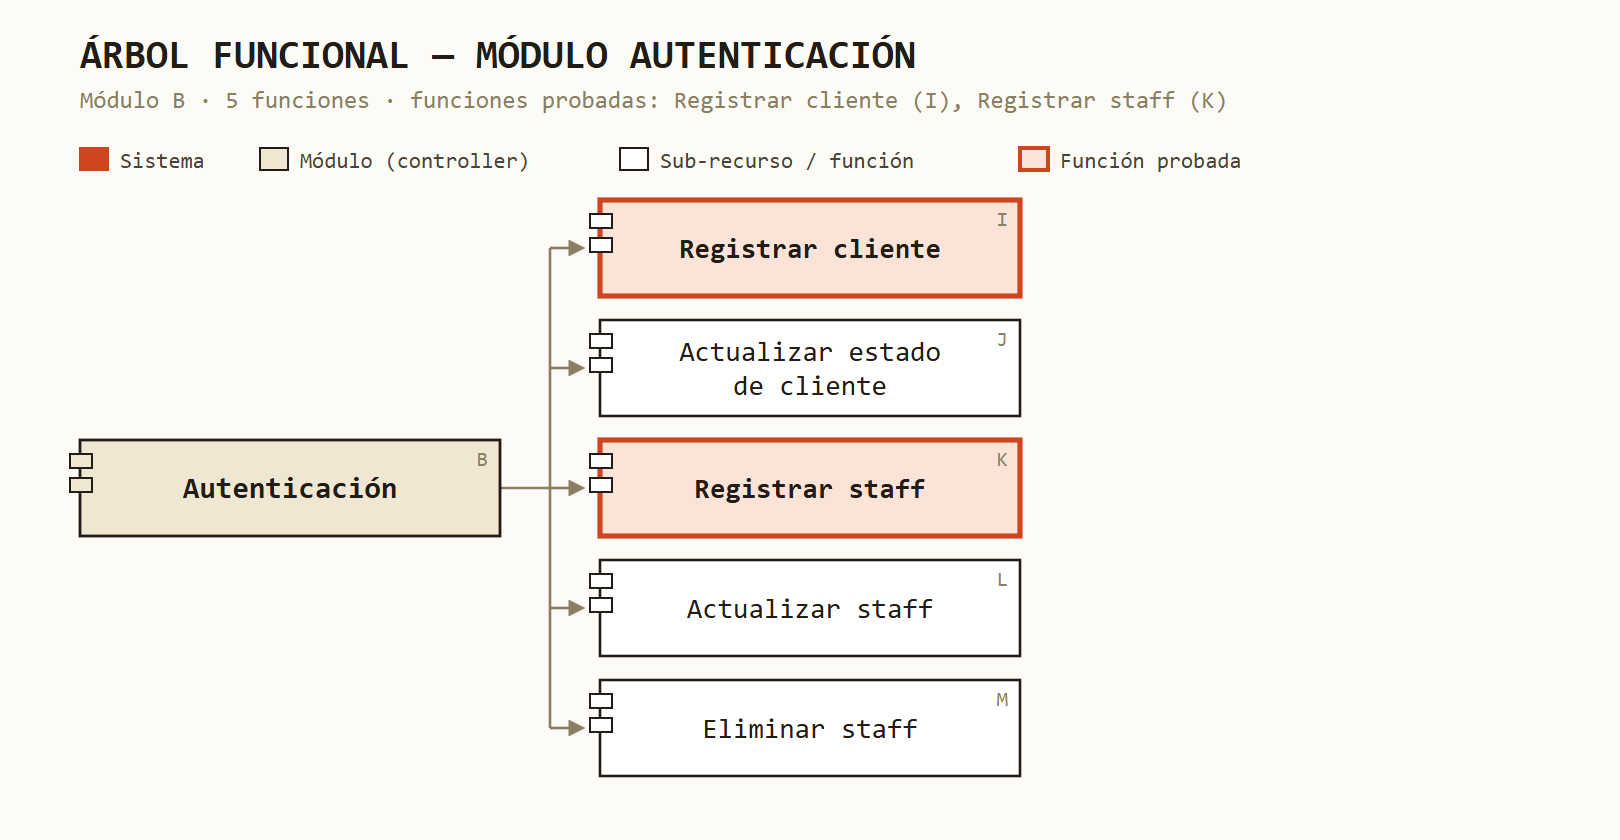 ÁRBOL FUNCIONAL — MÓDULO AUTENTICACIÓN
Módulo B · 5 funciones · funciones probadas: Registrar cliente (I), Registrar staff (K)
Sistema
Módulo (controller)
Sub-recurso / función
Función probada
I
Registrar cliente
J
Actualizar estado
de cliente
B
Autenticación
K
Registrar staff
L
Actualizar staff
M
Eliminar staff